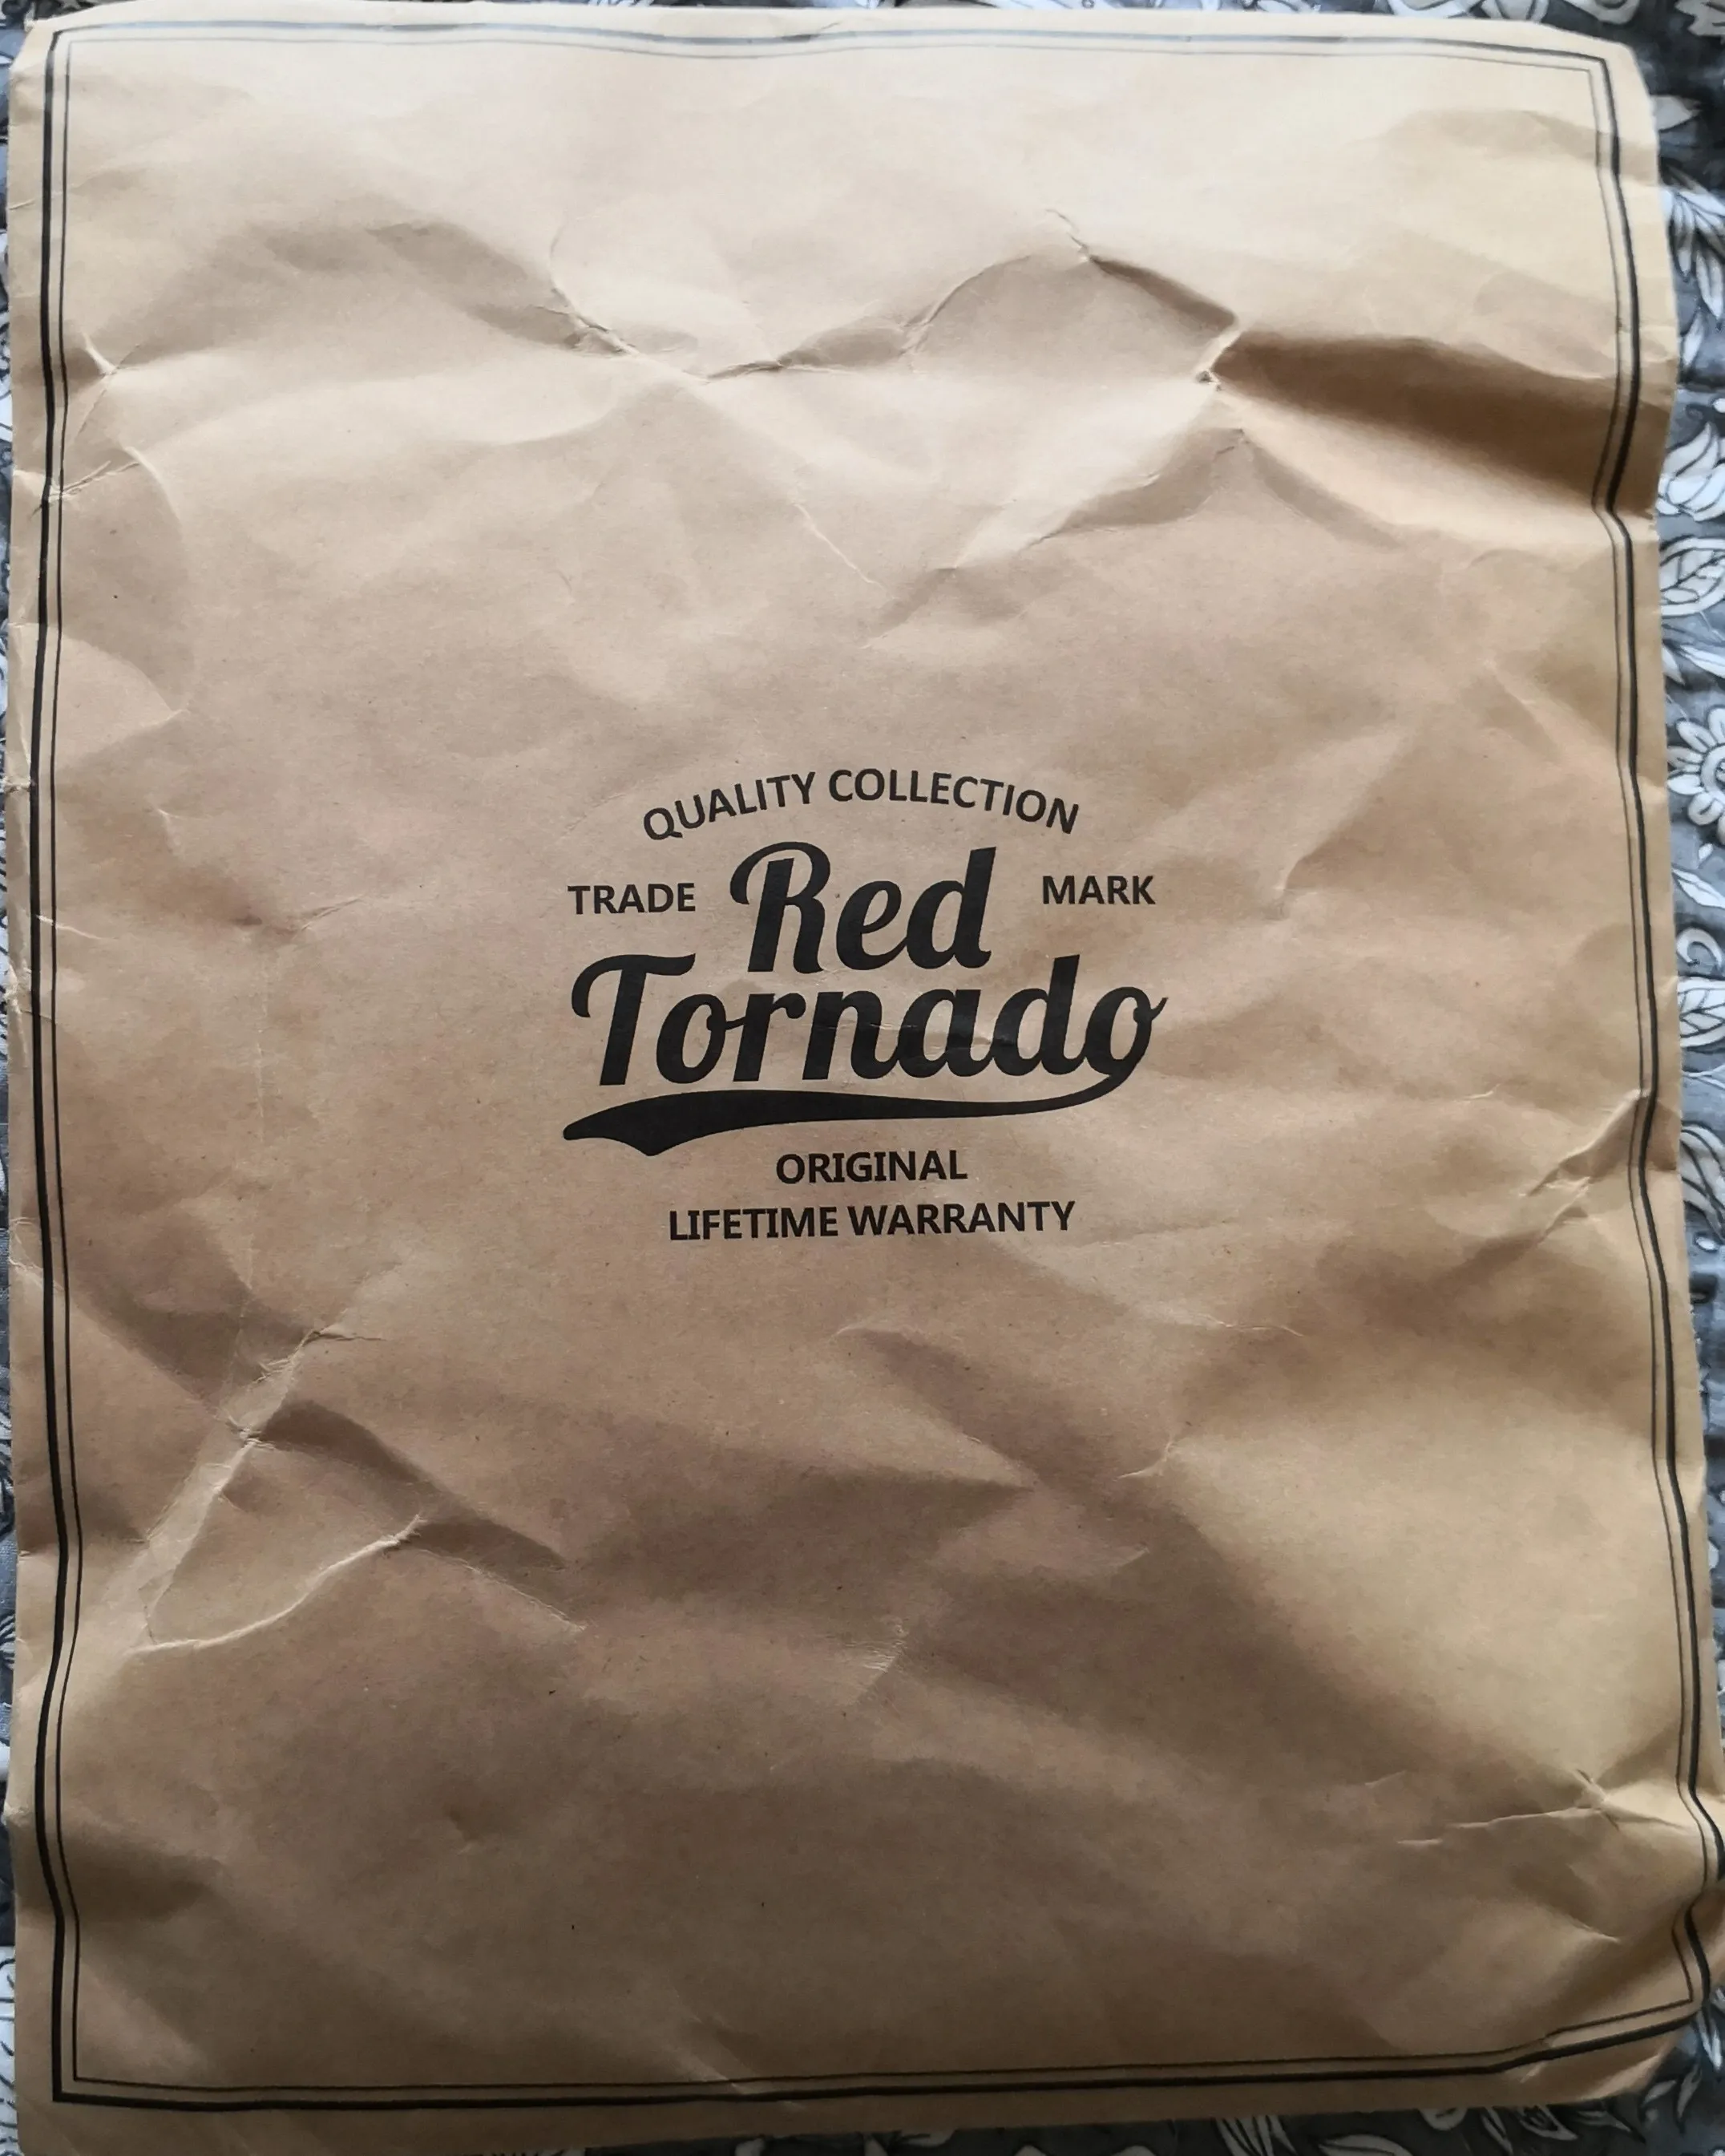 QUALITY COLLECTION
TRADE Red MARK
Tornado
ORIGINAL
LIFETIME WARRANTY